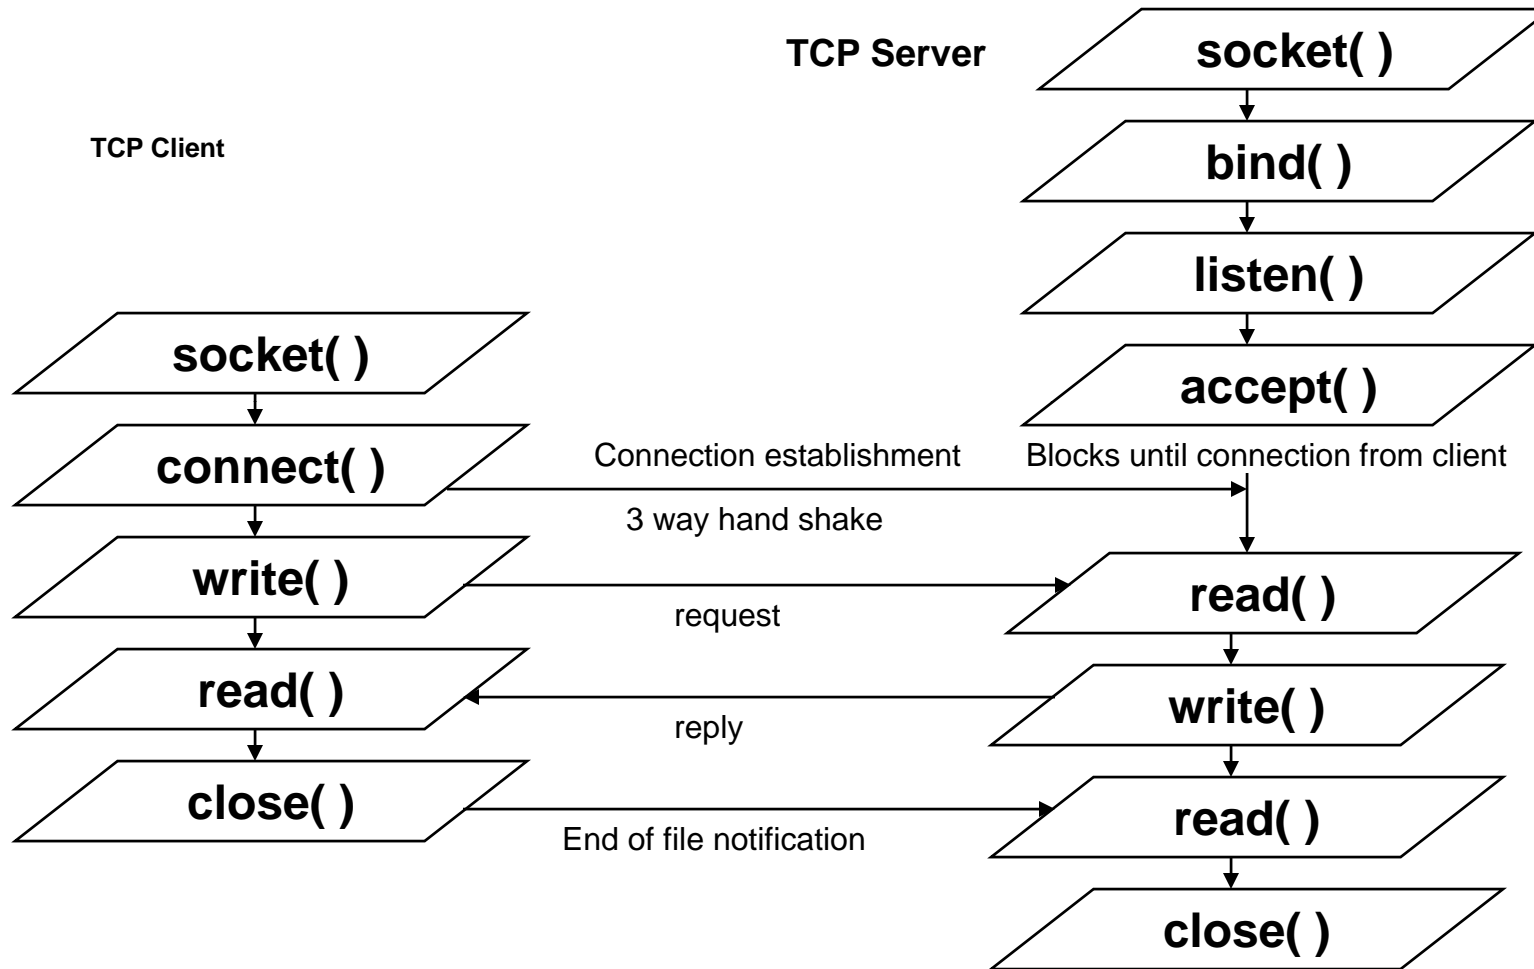 TCP Server
socket( )
bind( )
TCP Client
listen( )
socket( )
accept( )
connect( )
Connection establishment
Blocks until connection from client
3 way hand shake
write( )
request
read( )
read( )
reply
write( )
close( )
End of file notification
read( )
close( )